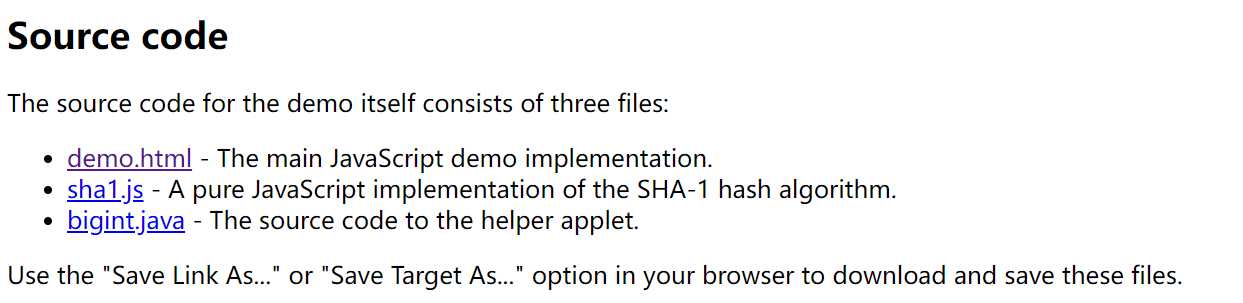 Source code
The source code for the demo itself consists of three files:
• demo.html - The main JavaScript demo implementation.
• sha1.js - A pure JavaScript implementation of the SHA-1 hash algorithm.
• bigint.java - The source code to the helper applet.
Use the "Save Link As..." or "Save Target As..." option in your browser to download and save these files.